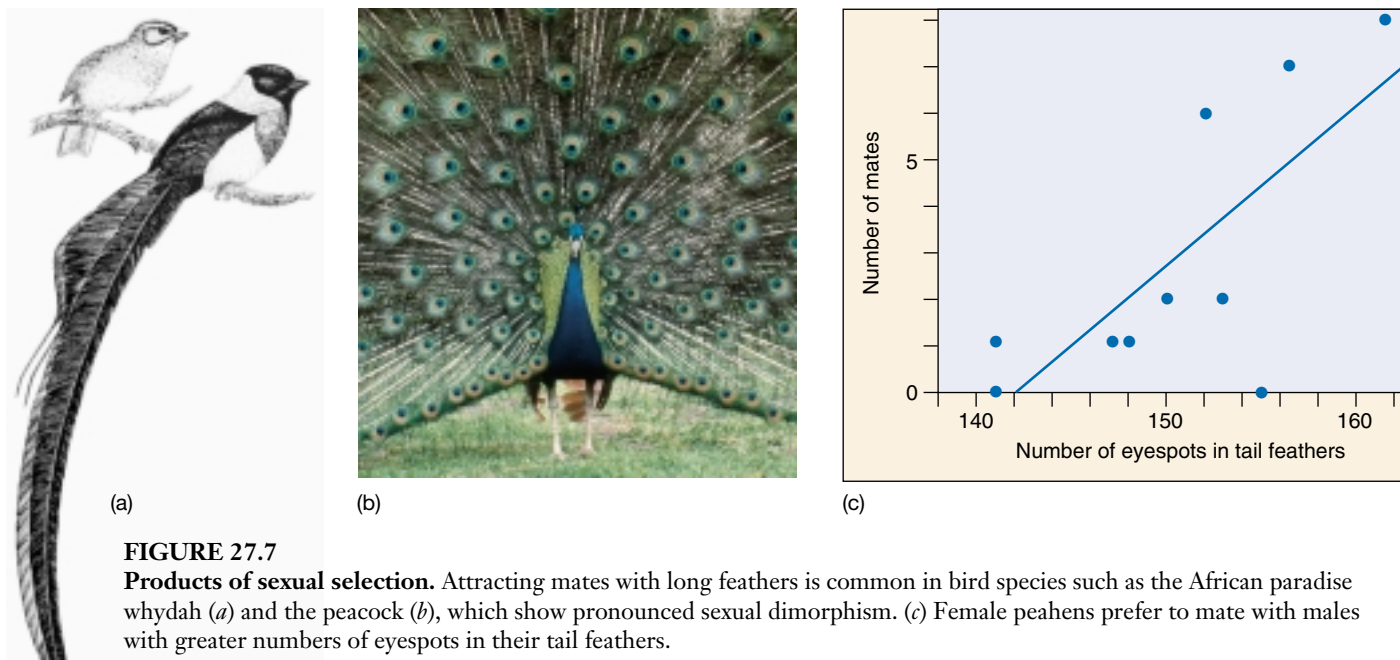 Number of mates
5
0
140
150
160
Number of eyespots in tail feathers
(a)
(b)
(c)
FIGURE 27.7
Products of sexual selection. Attracting mates with long feathers is common in bird species such as the African paradise
whydah (a) and the peacock (b), which show pronounced sexual dimorphism. (c) Female peahens prefer to mate with males
with greater numbers of eyespots in their tail feathers.